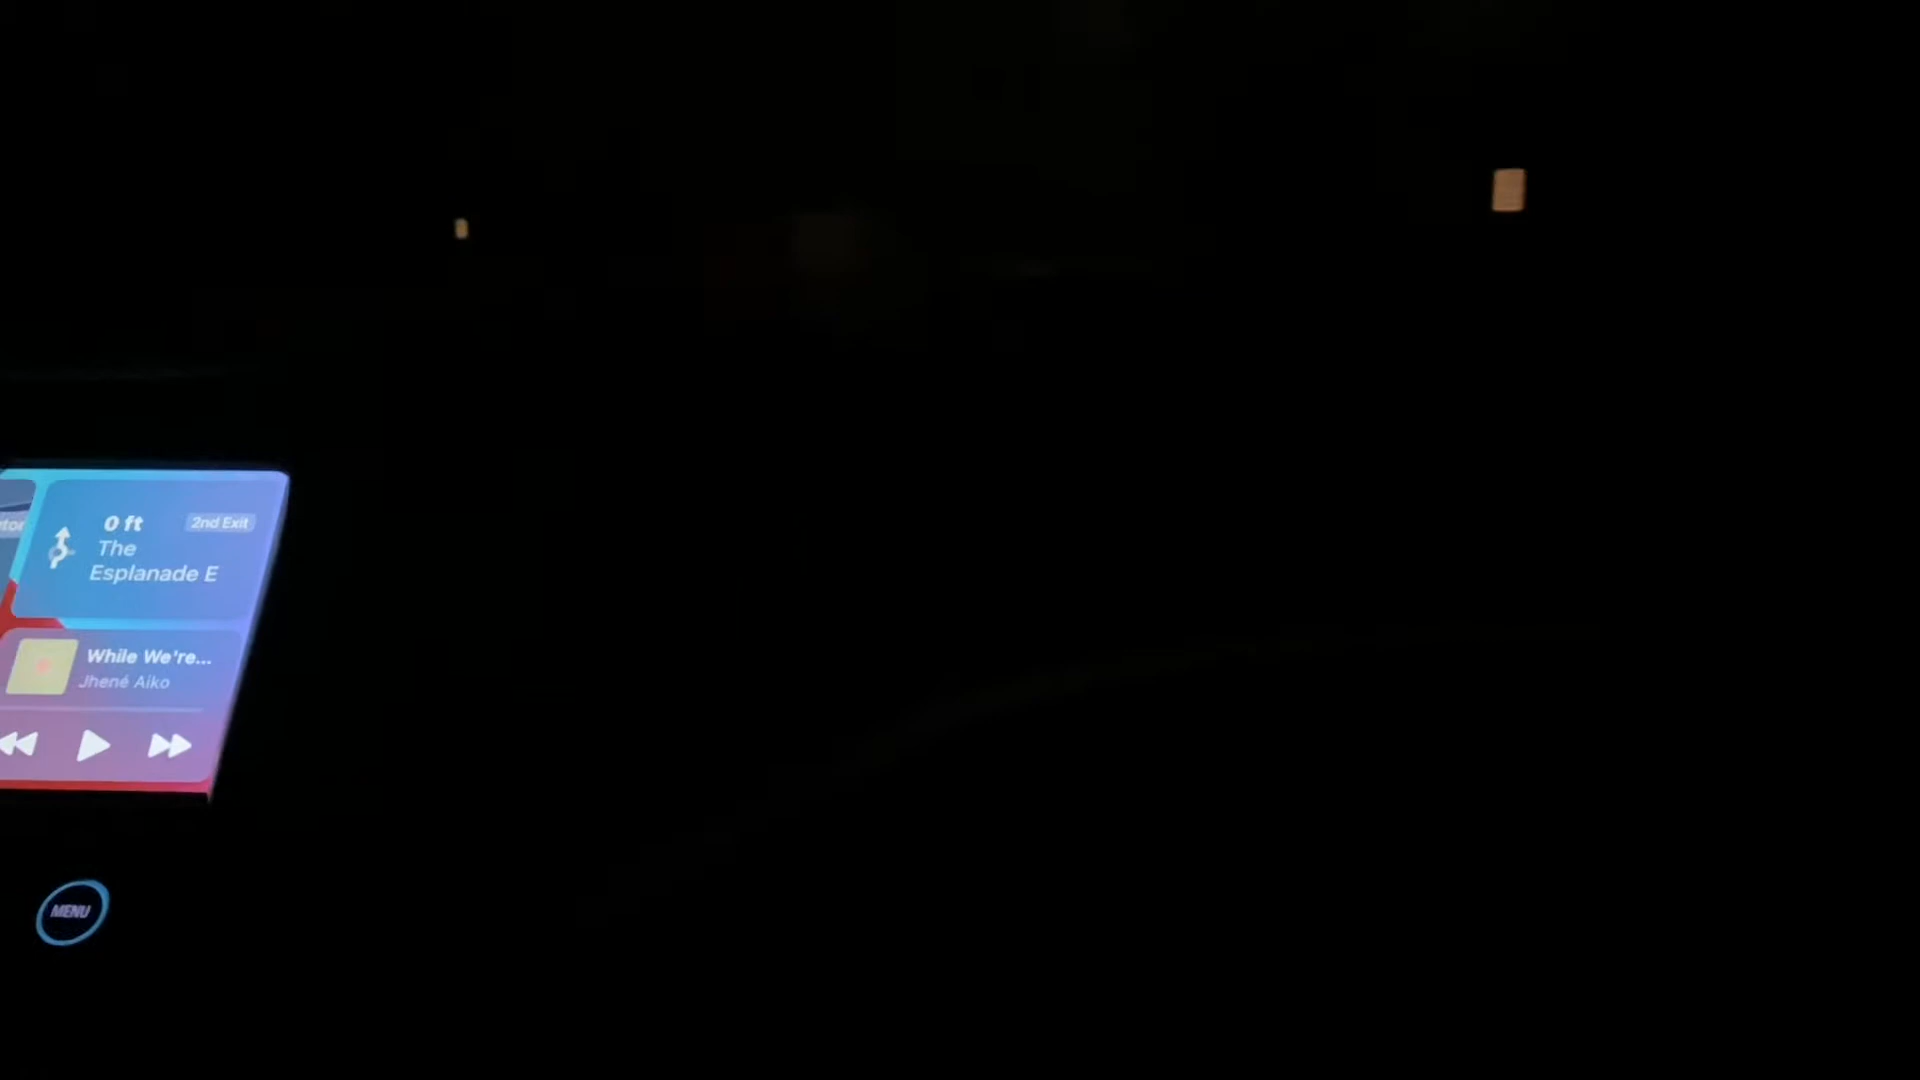 0 ft
2nd Exit
The
Esplanade E
While We're...
Jhené Aiko
MENU